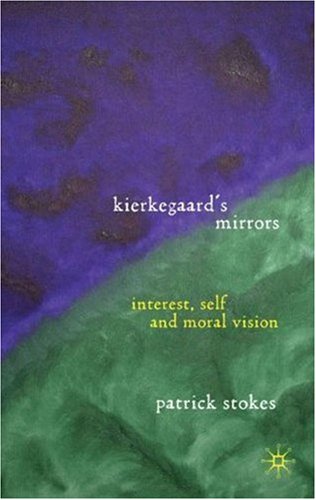 kierkegaard's
mirrors
interest, self
and moral vision
patrick stokes